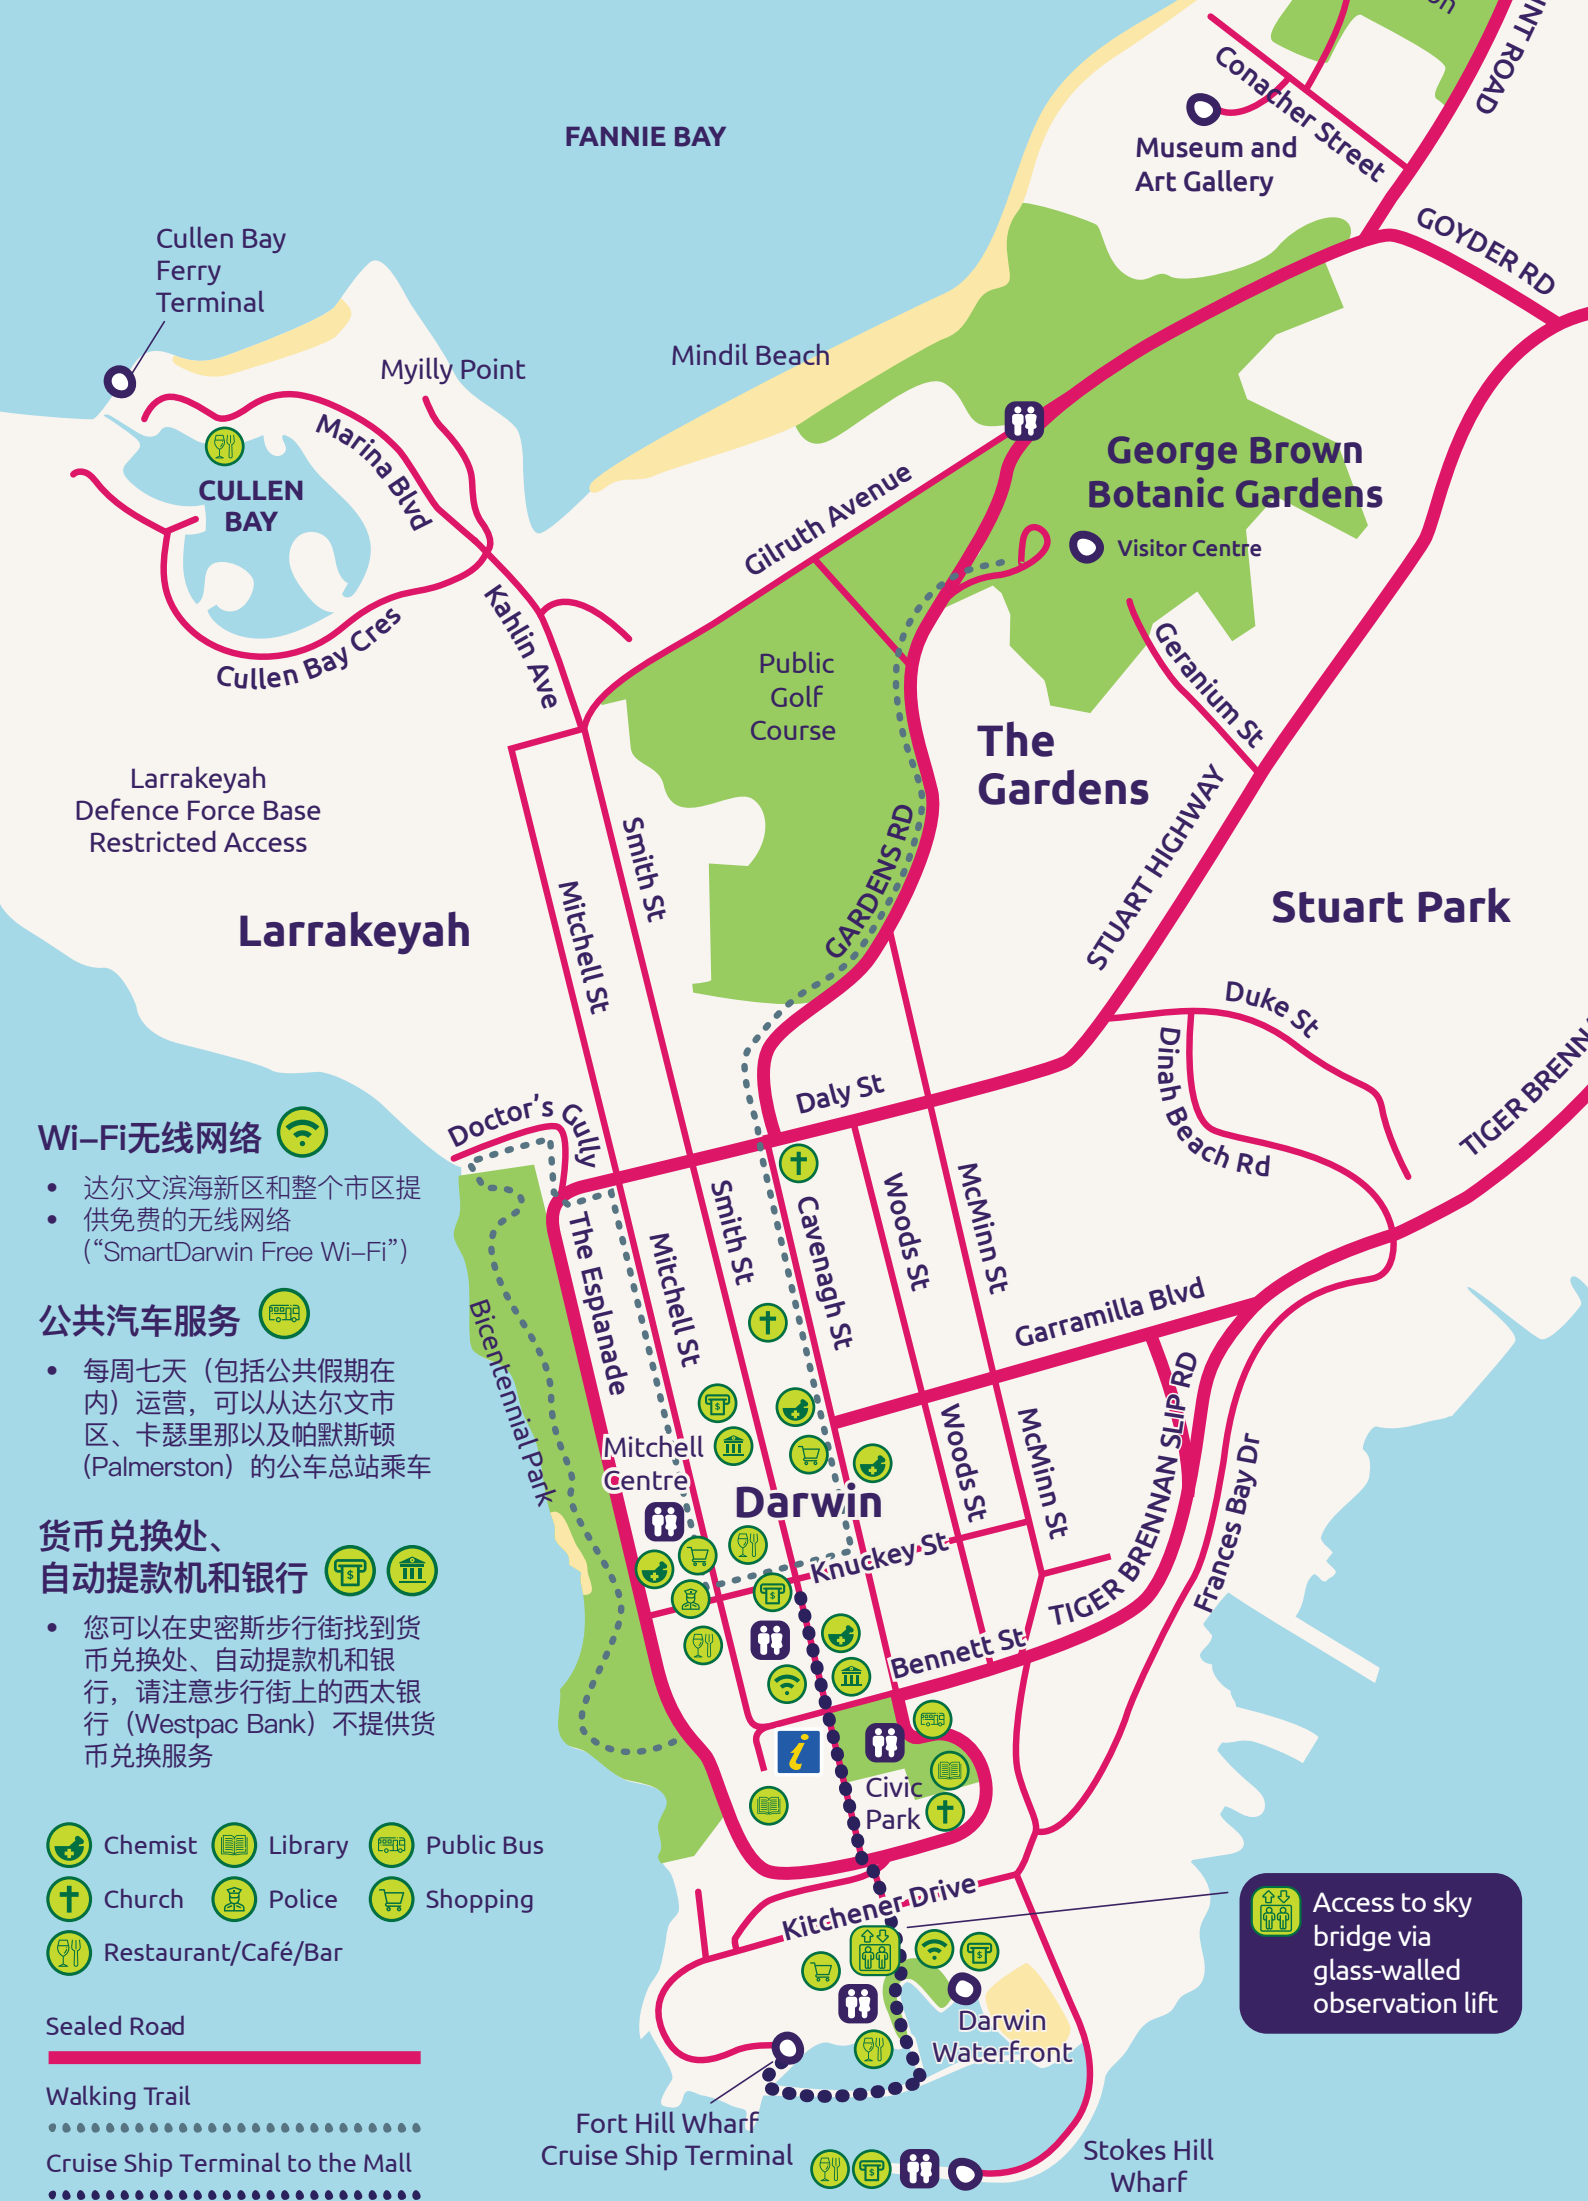 on
INT ROAD
Conacher Street
Museum and
Art Gallery
FANNIE BAY
GOYDER RD
Cullen Bay
Ferry
Terminal
Mindil Beach
Myilly Point
Marina Blvd
CULLEN
BAY
Gilruth Avenue
George Brown
Botanic Gardens
Visitor Centre
Kahlin Ave
Cullen Bay Cres
Geranium St
Public
Golf
Course
The
Gardens
Larrakeyah
Defence Force Base
Restricted Access
Smith St
Mitchell St
GARDENS RD
STUART HIGHWAY
Larrakeyah
Stuart Park
Duke St
Dinah Beach Rd
TIGER BRENN
Daly St
Doctor's Gully
Wi–Fi无线网络
• 达尔文滨海新区和整个市区提
• 供免费的无线网络
(“SmartDarwin Free Wi–Fi”)
公共汽车服务
• 每周七天（包括公共假期在
内）运营，可以从达尔文市
区、卡瑟里那以及帕默斯顿
(Palmerston）的公车总站乘车
货币兑换处、
自动提款机和银行
• 您可以在史密斯步行街找到货
币兑换处、自动提款机和银
行，请注意步行街上的西太银
行（Westpac Bank）不提供货
币兑换服务
The Esplanade
Mitchell St
Smith St
Cavenagh St
Woods St
McMinn St
Garramilla Blvd
Bicentennial Park
Mitchell
Centre
Darwin
Woods St
McMinn St
TIGER BRENNAN SLIP RD
Frances Bay Dr
Knuckey St
Bennett St
i
Civic
Park
Chemist
Library
Public Bus
Church
Police
Shopping
Restaurant/Café/Bar
Kitchener Drive
Access to sky
bridge via
glass-walled
observation lift
Darwin
Waterfront
Sealed Road
Walking Trail
Cruise Ship Terminal to the Mall
Fort Hill Wharf
Cruise Ship Terminal
Stokes Hill
Wharf